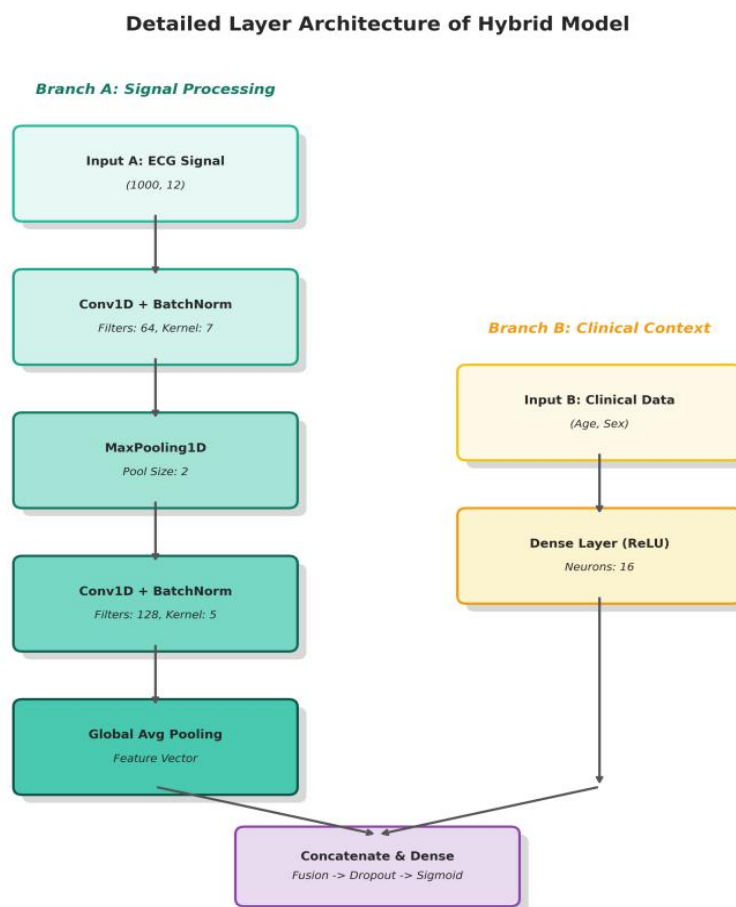 Detailed Layer Architecture of Hybrid Model
Branch A: Signal Processing
Input A: ECG Signal
(1000, 12)
Conv1D + BatchNorm
Filters: 64, Kernel: 7
MaxPooling1D
Pool Size: 2
Conv1D + BatchNorm
Filters: 128, Kernel: 5
Global Avg Pooling
Feature Vector
Branch B: Clinical Context
Input B: Clinical Data
(Age, Sex)
Dense Layer (ReLU)
Neurons: 16
Concatenate & Dense
Fusion -> Dropout -> Sigmoid